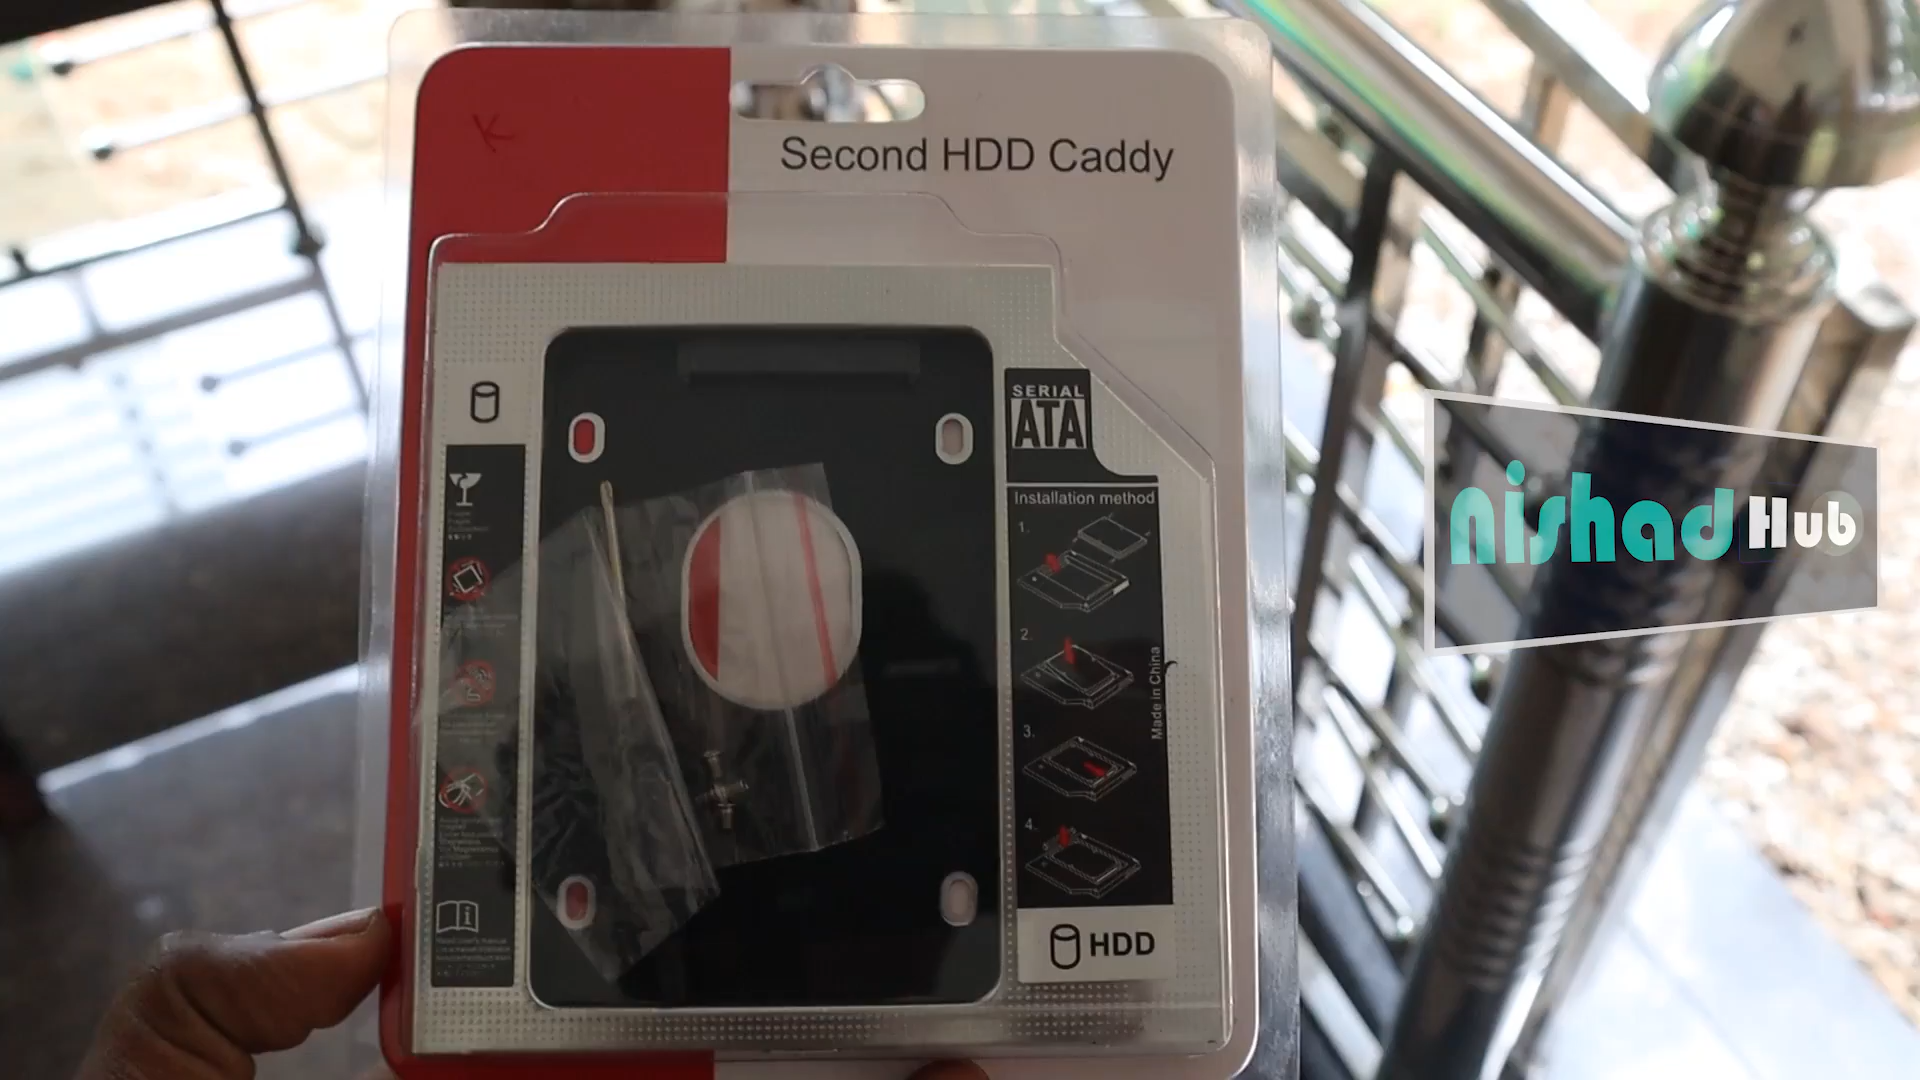 K
Second HDD Caddy
SERIAL
ATA
Installation method
1.
2.
3.
4.
Made in China
HDD
Nishad Hub